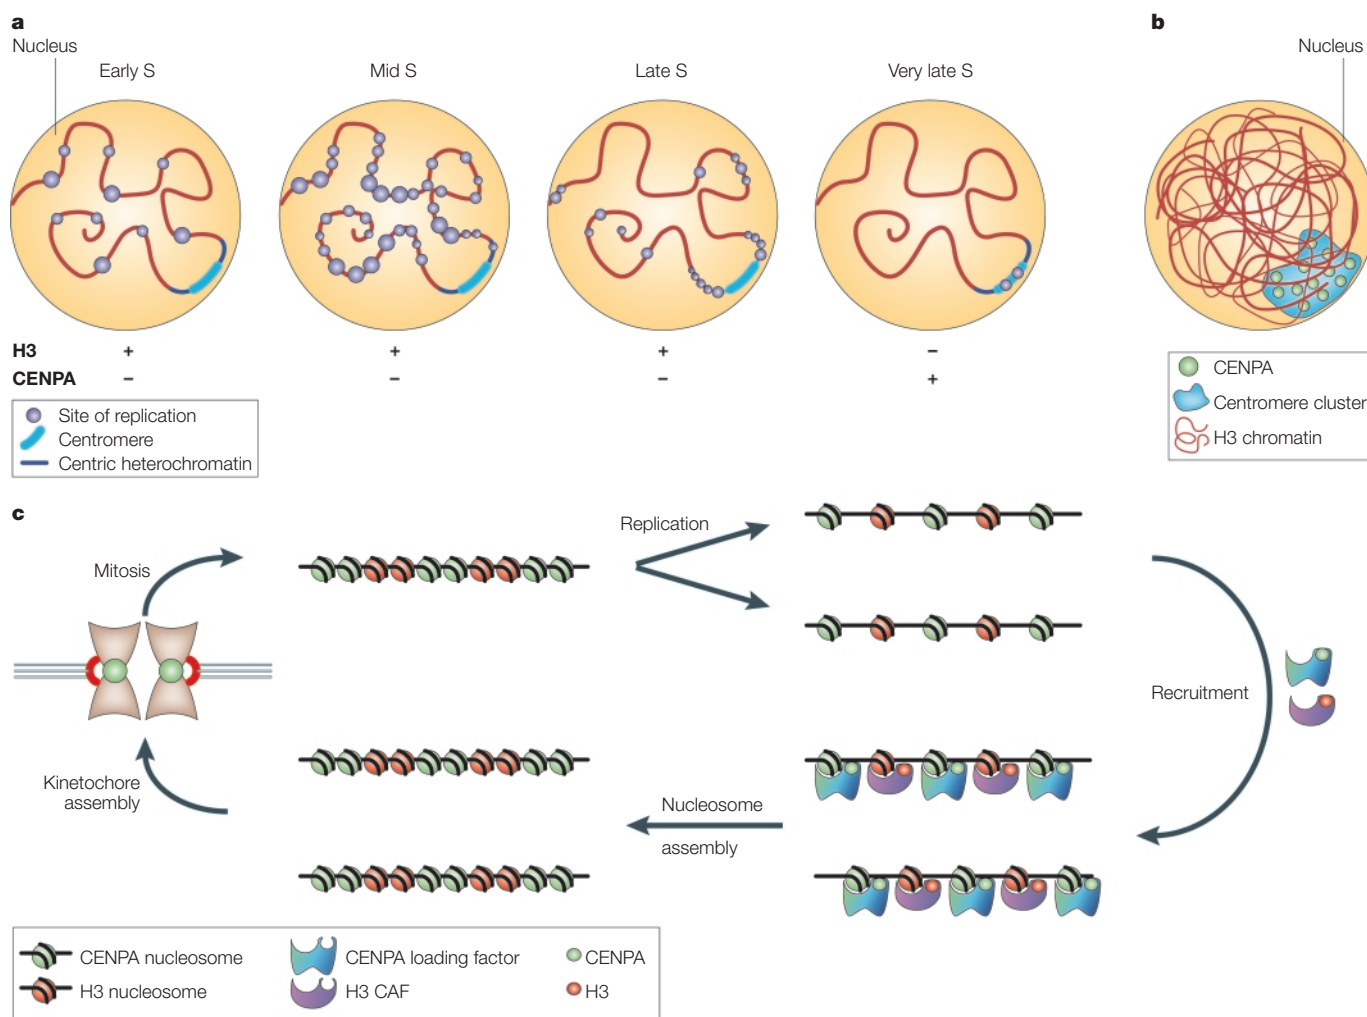 a
Nucleus
Early S
Mid S
Late S
Very late S
H3 + + + –
CENPA – – – +
Site of replication
Centromere
Centric heterochromatin
b
Nucleus
CENPA
Centromere cluster
H3 chromatin
c
Mitosis
Replication
Recruitment
Nucleosome
assembly
Kinetochore
assembly
CENPA nucleosome
H3 nucleosome
CENPA loading factor
H3 CAF
CENPA
H3